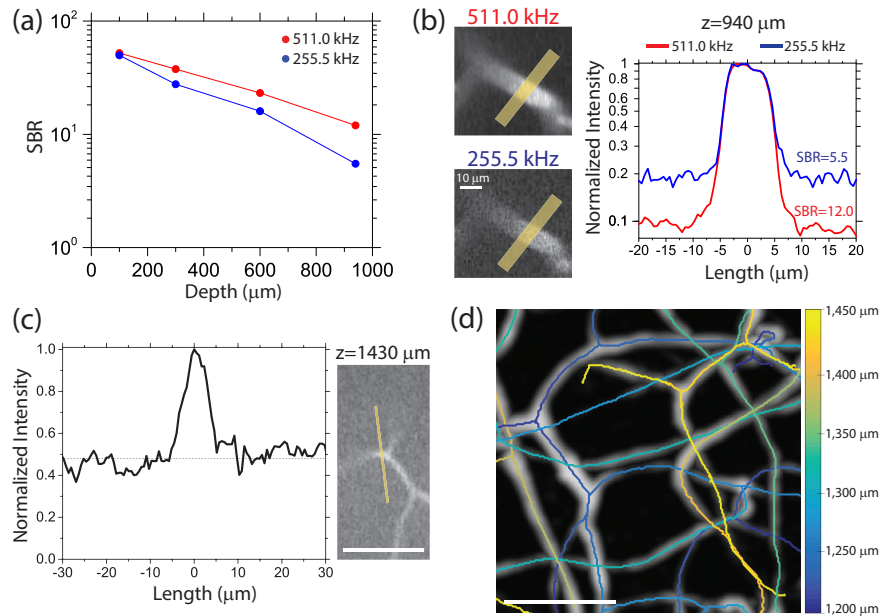 (a)
10²
10¹
10⁰
SBR
511.0 kHz
255.5 kHz
0 200 400 600 800 1000
Depth (μm)
(b)
511.0 kHz
255.5 kHz
10 μm
z=940 μm
511.0 kHz 255.5 kHz
Normalized Intensity
1
0.8
0.6
0.4
0.3
0.2
0.1
SBR=5.5
SBR=12.0
-20 -15 -10 -5 0 5 10 15 20
Length (μm)
(c)
Normalized Intensity
1.0
0.8
0.6
0.4
0.2
0.0
-30 -20 -10 0 10 20 30
Length (μm)
z=1430 μm
(d)
1,450 μm
1,400 μm
1,350 μm
1,300 μm
1,250 μm
1,200 μm